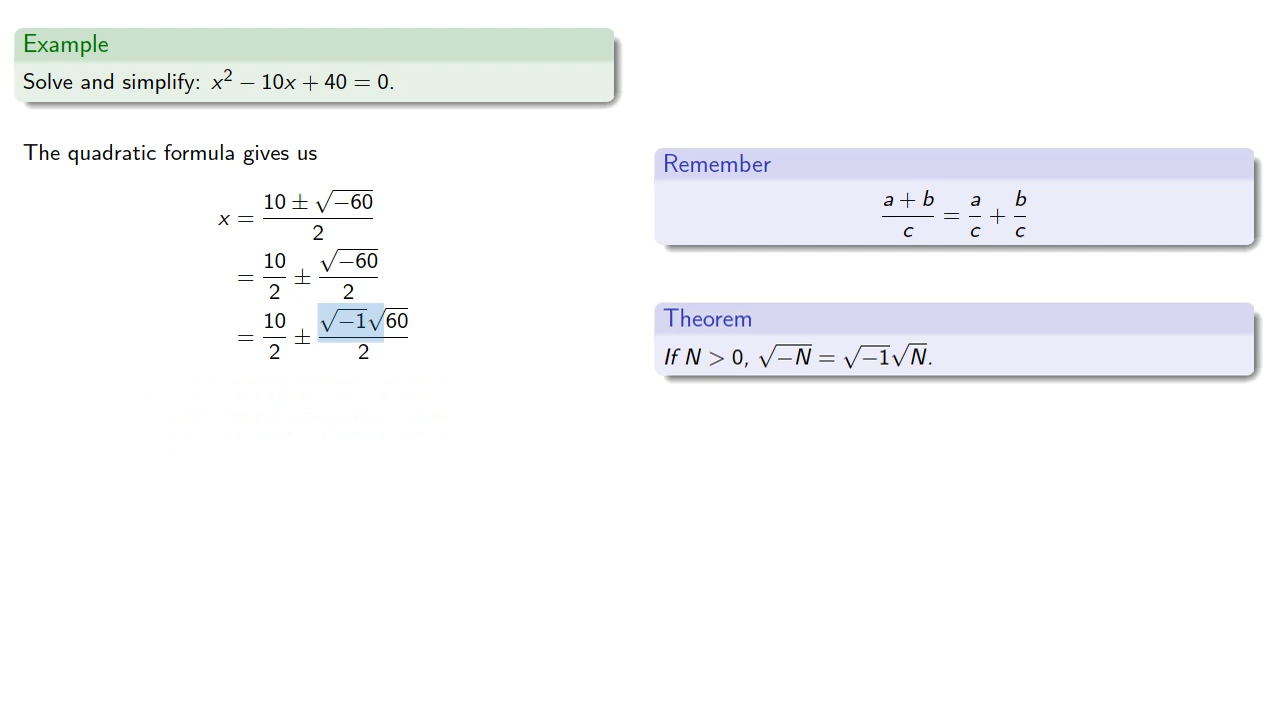 Example
Solve and simplify: x² − 10x + 40 = 0.
The quadratic formula gives us
x = (10 ± √−60)/2
= 10/2 ± √−60/2
= 10/2 ± √−1√60/2
Remember
(a + b)/c = a/c + b/c
Theorem
If N > 0, √−N = √−1√N.